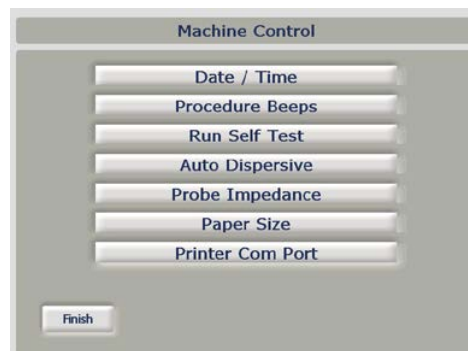 Machine Control
Date / Time
Procedure Beeps
Run Self Test
Auto Dispersive
Probe Impedance
Paper Size
Printer Com Port
Finish